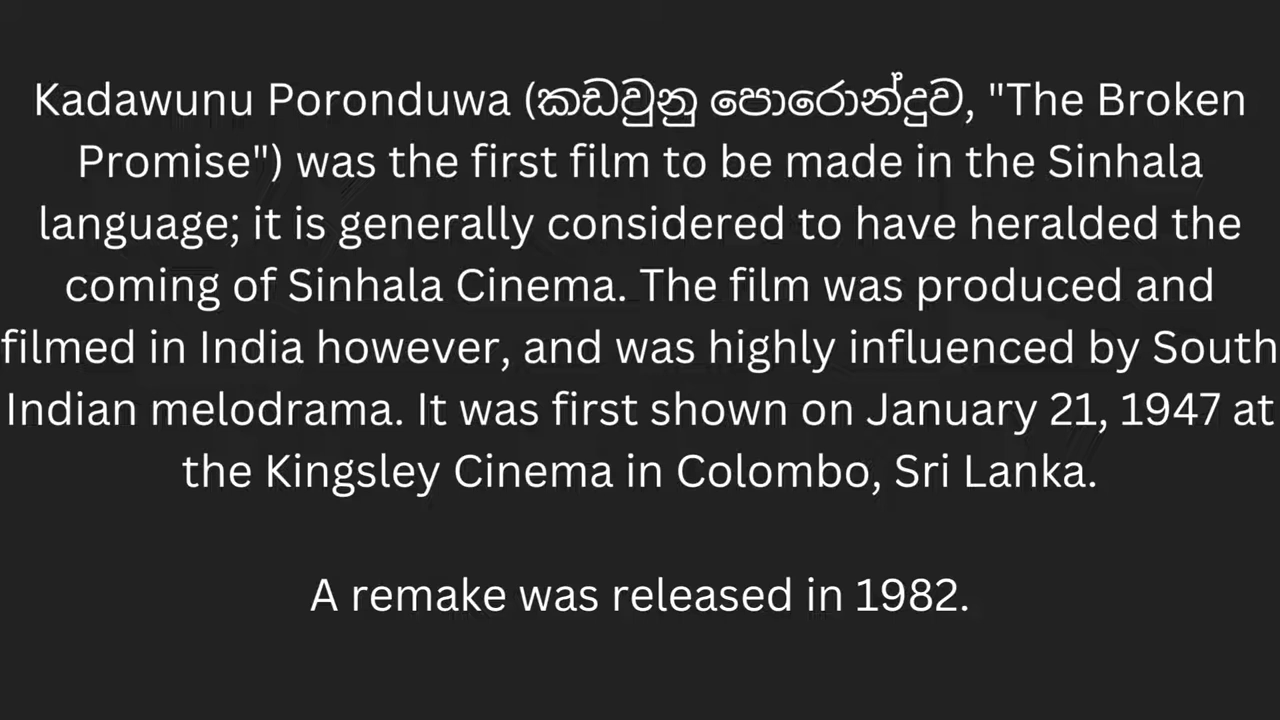 Kadawunu Poronduwa (කඩවුනු පොරොන්දුව, "The Broken
Promise") was the first film to be made in the Sinhala
language; it is generally considered to have heralded the
coming of Sinhala Cinema. The film was produced and
filmed in India however, and was highly influenced by South
Indian melodrama. It was first shown on January 21, 1947 at
the Kingsley Cinema in Colombo, Sri Lanka.
A remake was released in 1982.